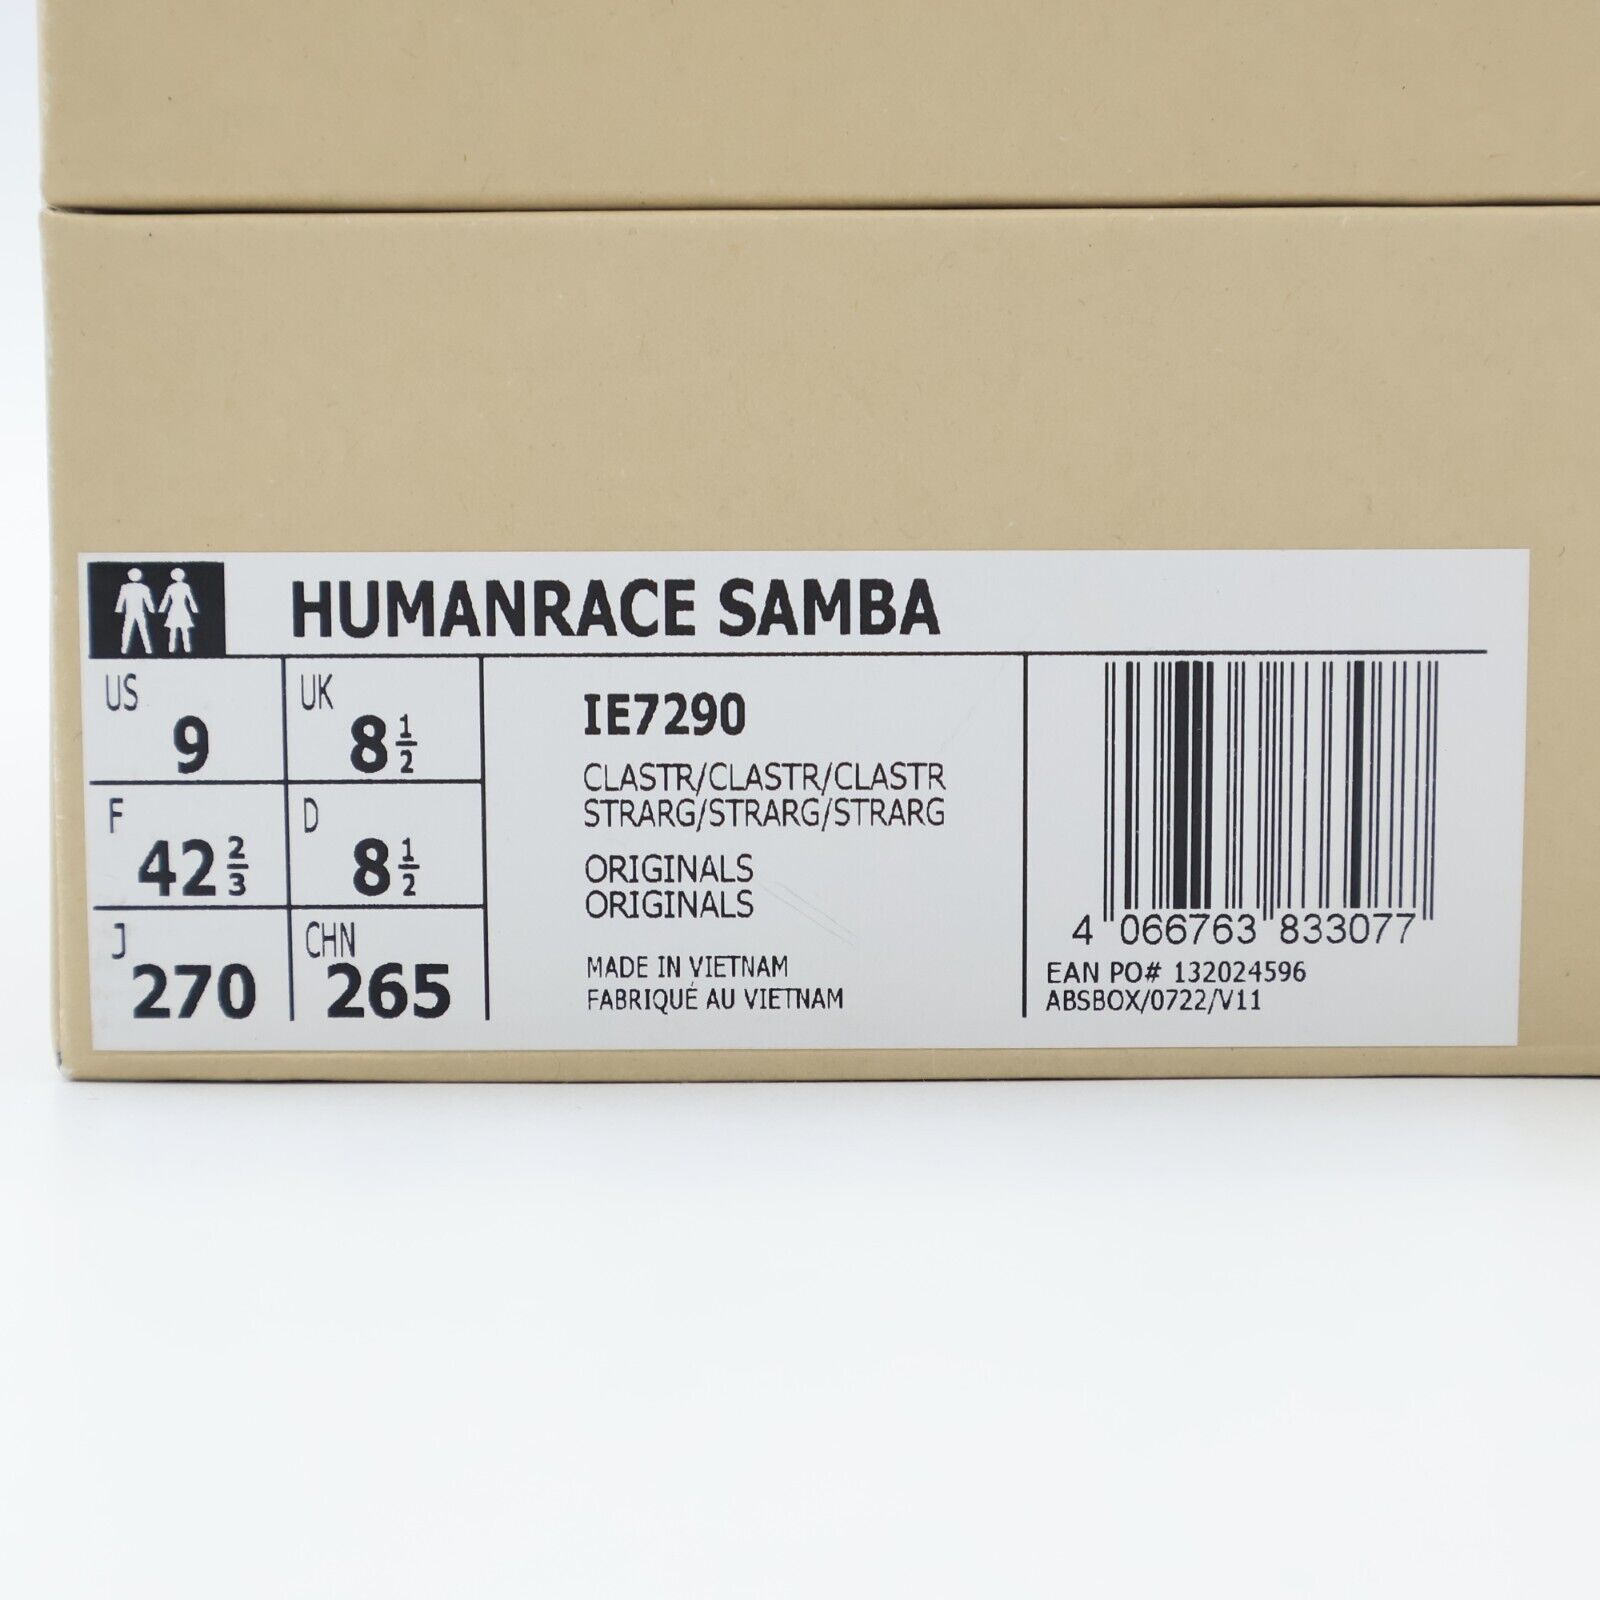 HUMANRACE SAMBA
US 9 UK 8 1/2
F 42 2/3 D 8 1/2
J 270 CHN 265
IE7290
CLASTR/CLASTR/CLASTR
STRARG/STRARG/STRARG
ORIGINALS
ORIGINALS
MADE IN VIETNAM
FABRIQUÉ AU VIETNAM
4 066763 833077
EAN PO# 132024596
ABSBOX/0722/V11